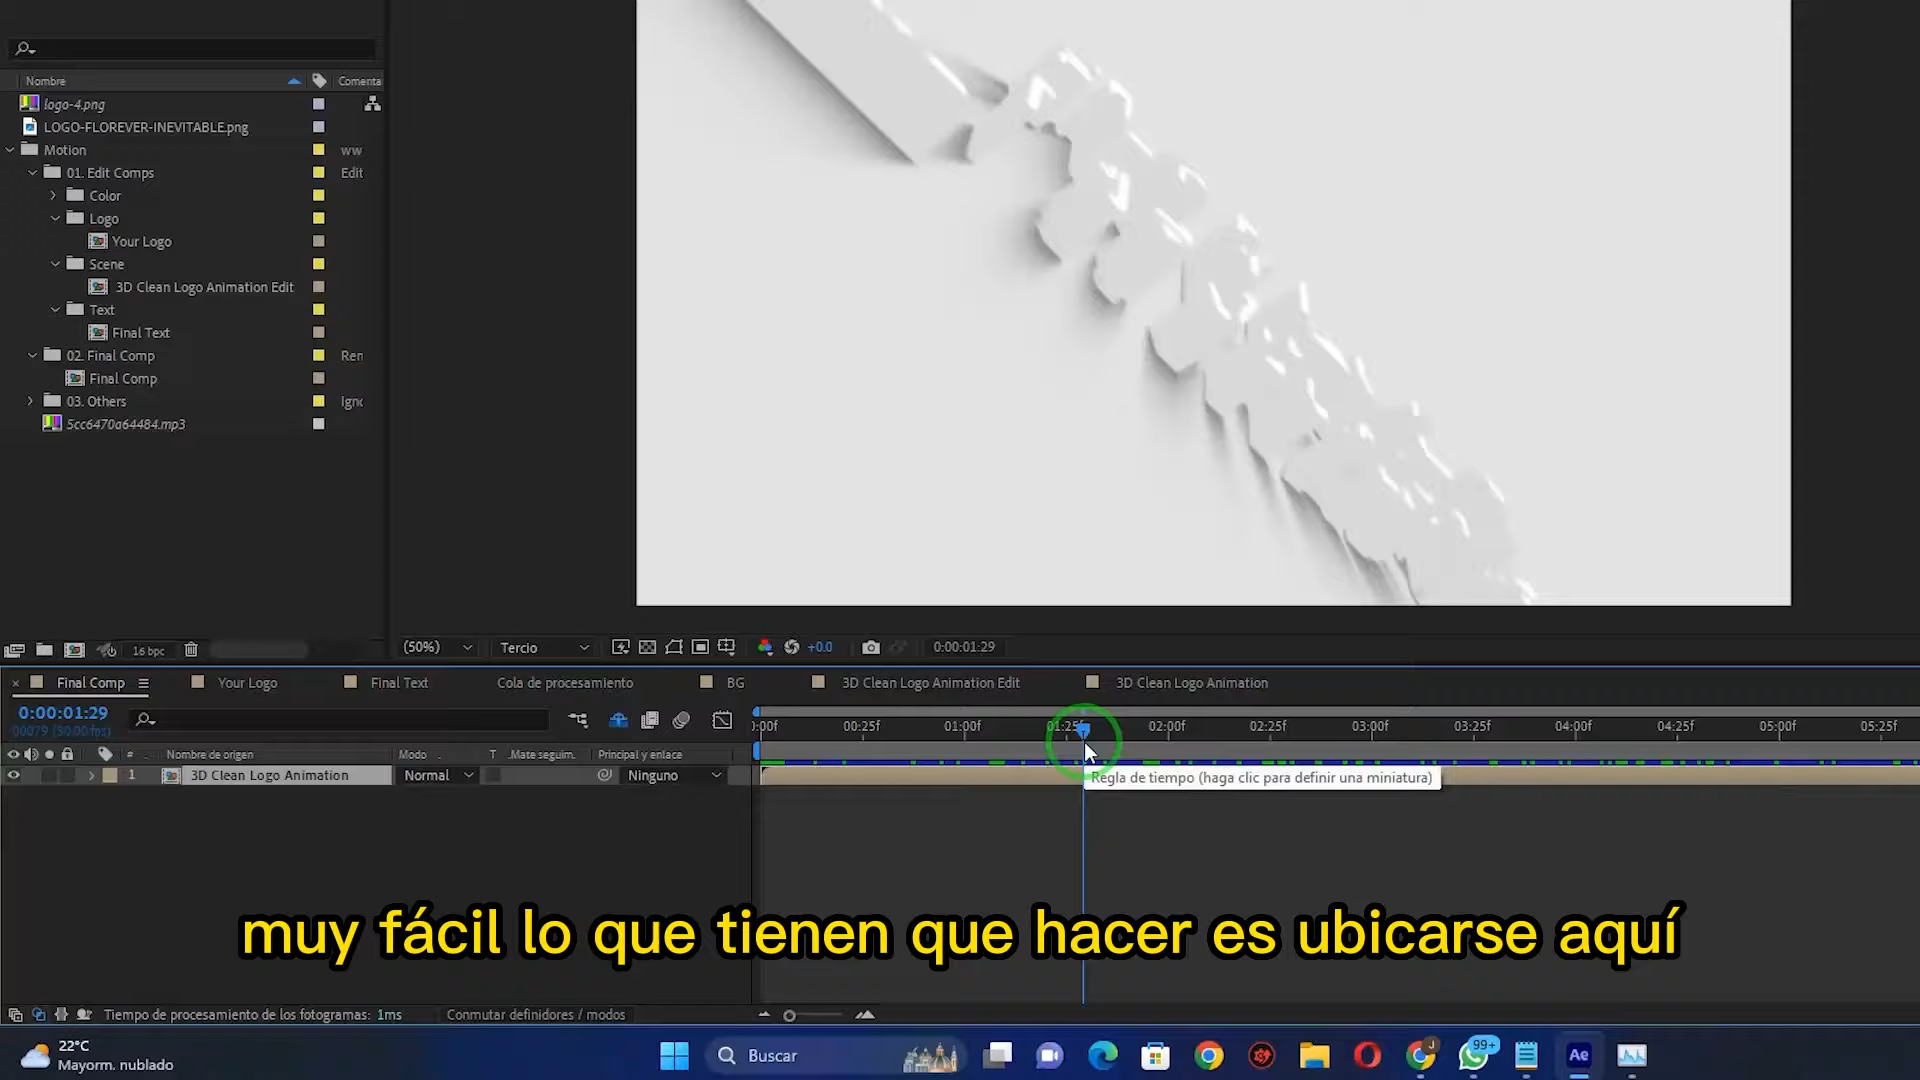 Nombre
Comenta
logo-4.png
LOGO-FLOREVER-INEVITABLE.png
Motion
ww
01. Edit Comps
Edit
Color
Logo
Your Logo
Scene
3D Clean Logo Animation Edit
Text
Final Text
02. Final Comp
Ren
Final Comp
03. Others
Ignc
5cc6470a64484.mp3
16 bpc
(50%)
Tercio
+0.0
0:00:01:29
Final Comp
Your Logo
Final Text
Cola de procesamiento
BG
3D Clean Logo Animation Edit
3D Clean Logo Animation
0:00:01:29
00079 (50.00 fps)
:00f 00:25f 01:00f 01:25f 02:00f 02:25f 03:00f 03:25f 04:00f 04:25f 05:00f 05:25f
# Nombre de origen Modo T .Mate seguim. Principal y enlace
1 3D Clean Logo Animation Normal Ninguno
Regla de tiempo (haga clic para definir una miniatura)
muy fácil lo que tienen que hacer es ubicarse aquí
Tiempo de procesamiento de los fotogramas: 1ms
Conmutar definidores / modos
22°C
Mayorm. nublado
Buscar
J
99+
Ae